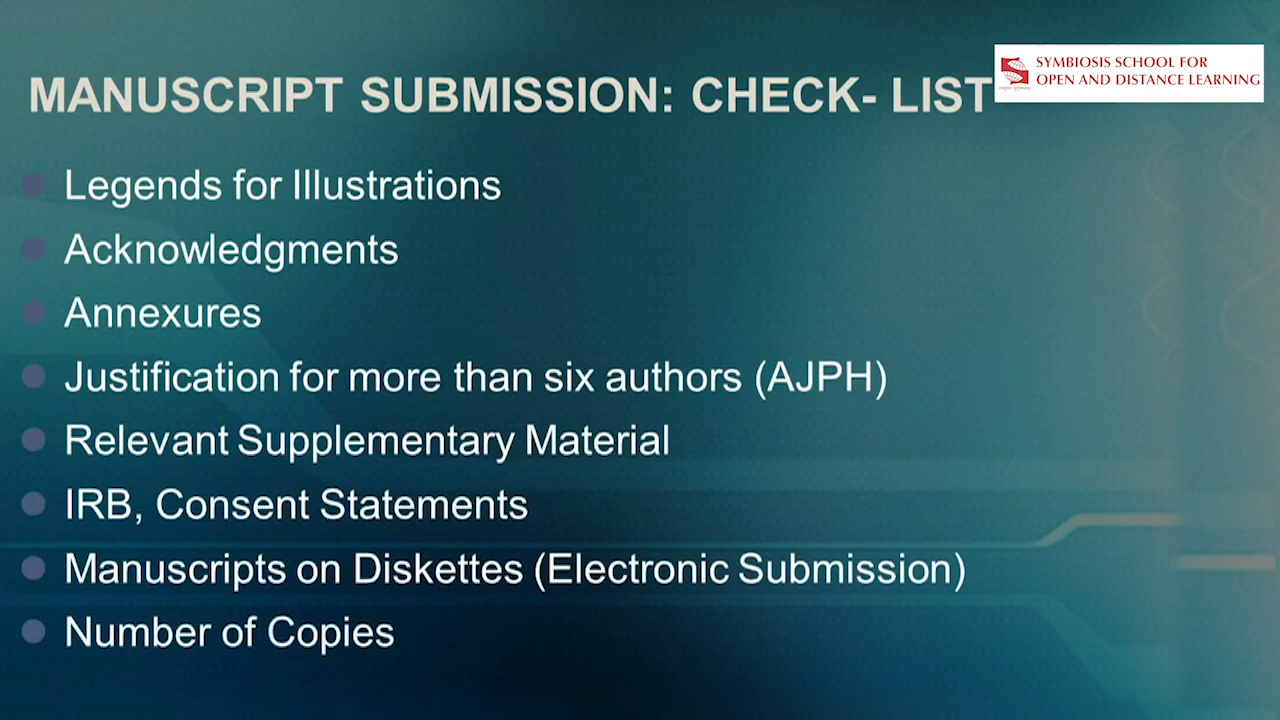 SYMBIOSIS SCHOOL FOR
OPEN AND DISTANCE LEARNING
MANUSCRIPT SUBMISSION: CHECK- LIST
Legends for Illustrations
Acknowledgments
Annexures
Justification for more than six authors (AJPH)
Relevant Supplementary Material
IRB, Consent Statements
Manuscripts on Diskettes (Electronic Submission)
Number of Copies